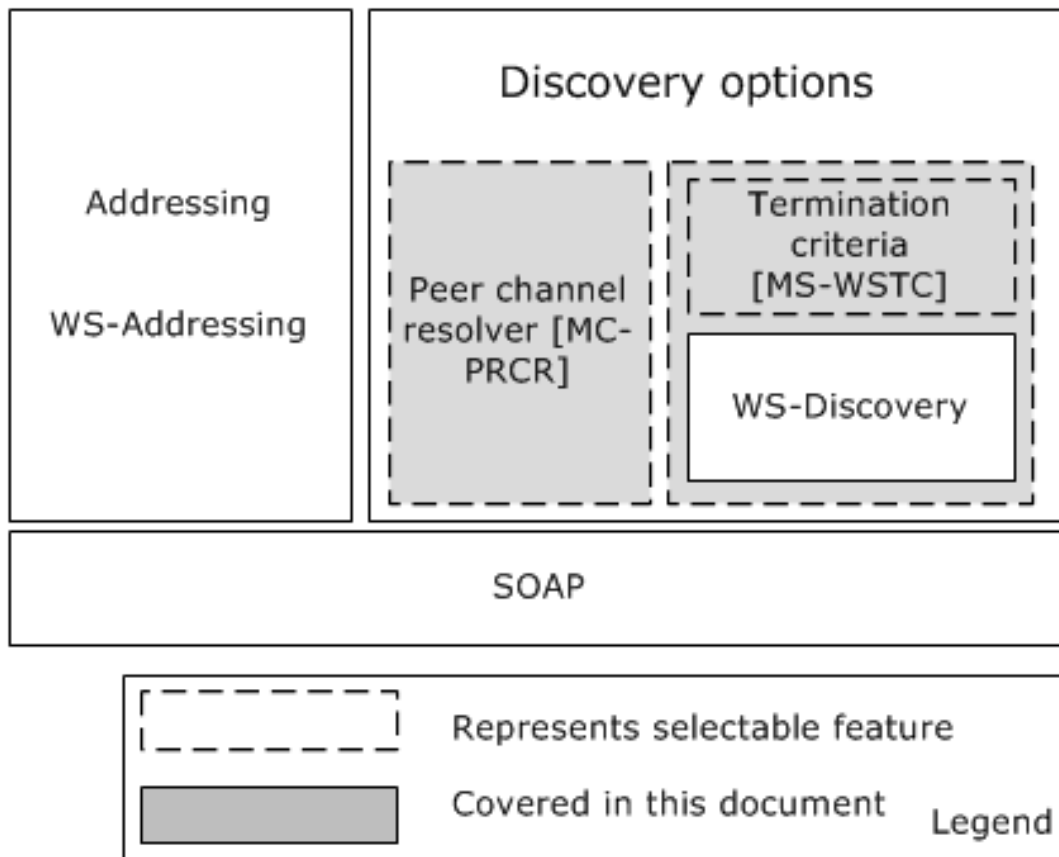 Addressing
WS-Addressing
Discovery options
Peer channel
resolver [MC-
PRCR]
Termination
criteria
[MS-WSTC]
WS-Discovery
SOAP
Represents selectable feature
Covered in this document
Legend